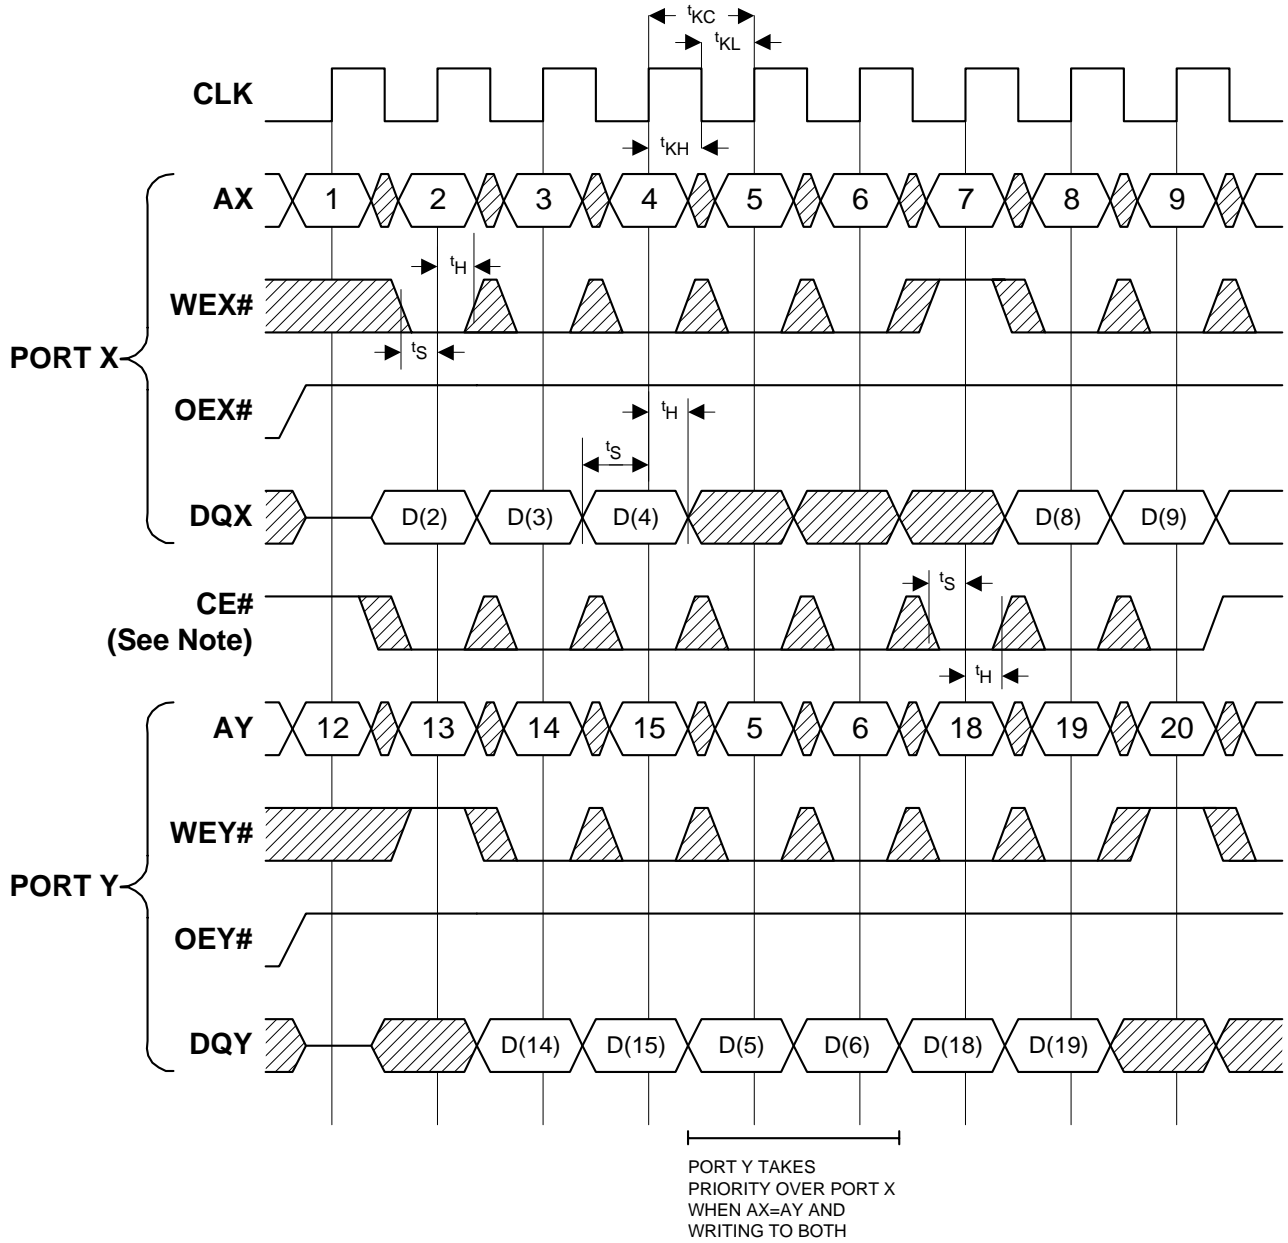 tKC
tKL
CLK
tKH
AX 1 2 3 4 5 6 7 8 9
tH
WEX#
tS
PORT X
OEX#
tH
tS
DQX D(2) D(3) D(4) D(8) D(9)
tS
CE#
(See Note)
tH
AY 12 13 14 15 5 6 18 19 20
WEY#
PORT Y
OEY#
DQY D(14) D(15) D(5) D(6) D(18) D(19)
PORT Y TAKES
PRIORITY OVER PORT X
WHEN AX=AY AND
WRITING TO BOTH